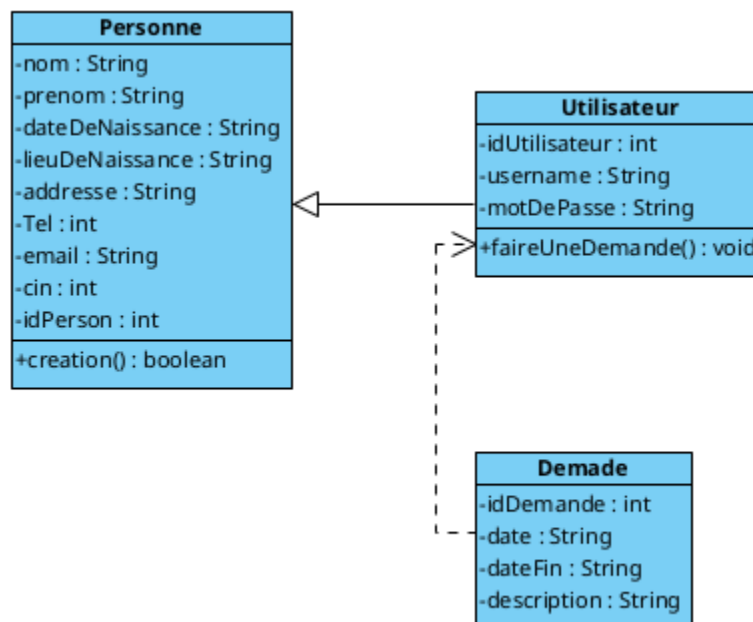 Personne
-nom : String
-prenom : String
-dateDeNaissance : String
-lieuDeNaissance : String
-addresse : String
-Tel : int
-email : String
-cin : int
-idPerson : int
+creation() : boolean
Utilisateur
-idUtilisateur : int
-username : String
-motDePasse : String
+faireUneDemande() : void
Demade
-idDemande : int
-date : String
-dateFin : String
-description : String